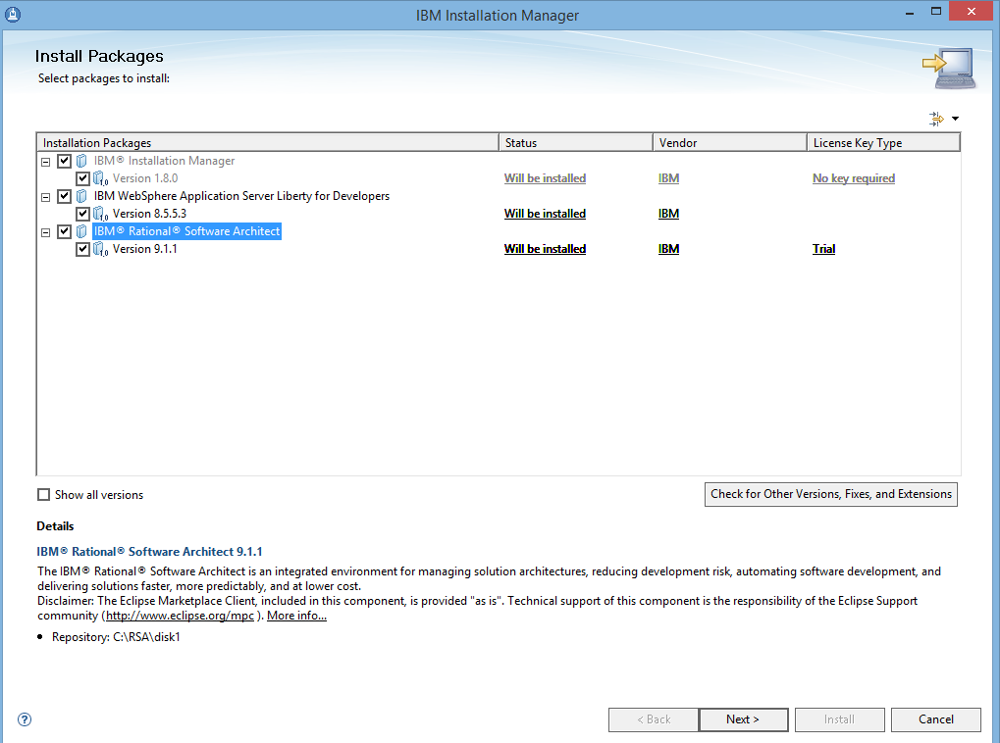 IBM Installation Manager
Install Packages
Select packages to install:
Installation Packages Status Vendor License Key Type
IBM® Installation Manager
Version 1.8.0 Will be installed IBM No key required
IBM WebSphere Application Server Liberty for Developers
Version 8.5.5.3 Will be installed IBM
IBM® Rational® Software Architect
Version 9.1.1 Will be installed IBM Trial
Show all versions Check for Other Versions, Fixes, and Extensions
Details
IBM® Rational® Software Architect 9.1.1
The IBM® Rational® Software Architect is an integrated environment for managing solution architectures, reducing development risk, automating software development, and
delivering solutions faster, more predictably, and at lower cost.
Disclaimer: The Eclipse Marketplace Client, included in this component, is provided "as is". Technical support of this component is the responsibility of the Eclipse Support
community (http://www.eclipse.org/mpc ). More info...
• Repository: C:\RSA\disk1
? < Back Next > Install Cancel